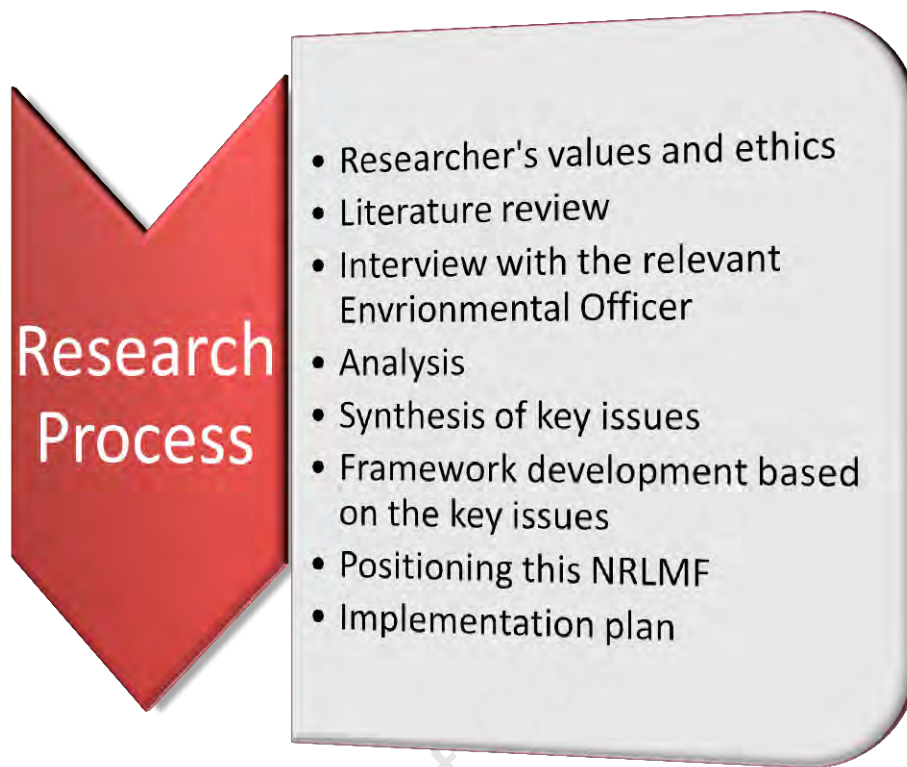 Research
Process
• Researcher's values and ethics
• Literature review
• Interview with the relevant
Envrionmental Officer
• Analysis
• Synthesis of key issues
• Framework development based
on the key issues
• Positioning this NRLMF
• Implementation plan